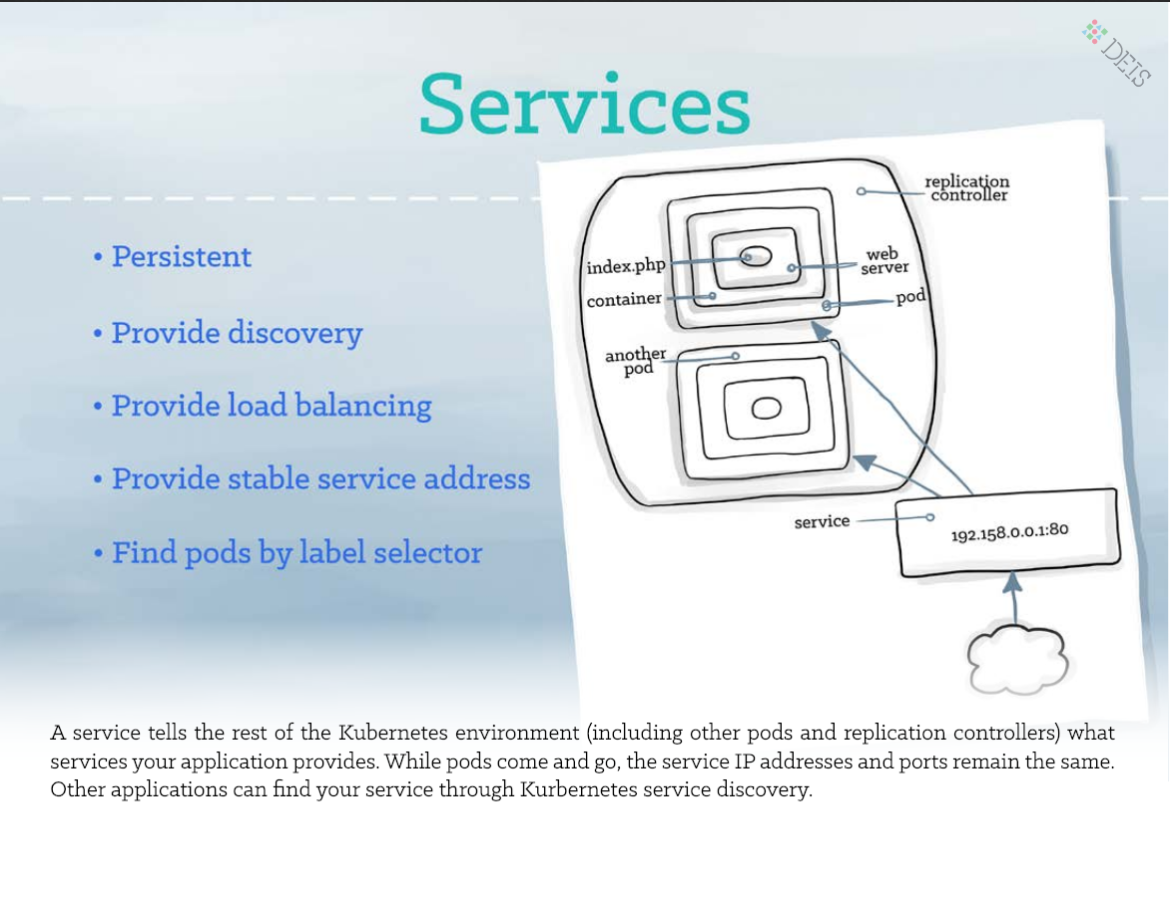 DEIS
Services
• Persistent
• Provide discovery
• Provide load balancing
• Provide stable service address
• Find pods by label selector
replication
controller
index.php
web
server
container
pod
another
pod
service
192.158.0.0.1:80
A service tells the rest of the Kubernetes environment (including other pods and replication controllers) what
services your application provides. While pods come and go, the service IP addresses and ports remain the same.
Other applications can find your service through Kurbernetes service discovery.